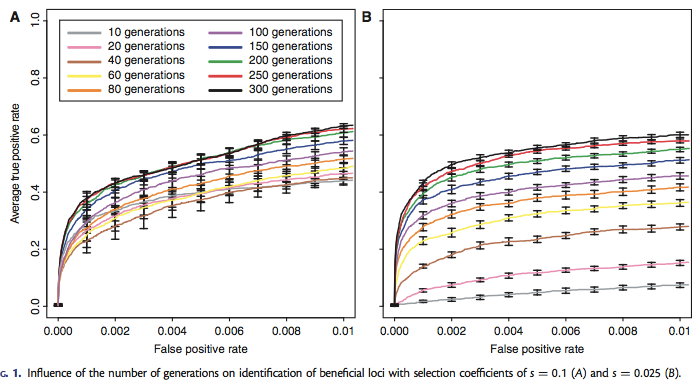 A
B
10 generations
20 generations
40 generations
60 generations
80 generations
100 generations
150 generations
200 generations
250 generations
300 generations
Average true positive rate
0.0
0.2
0.4
0.6
0.8
1.0
0.000
0.002
0.004
0.006
0.008
0.01
False positive rate
0.000
0.002
0.004
0.006
0.008
0.01
False positive rate
G. 1. Influence of the number of generations on identification of beneficial loci with selection coefficients of s = 0.1 (A) and s = 0.025 (B).